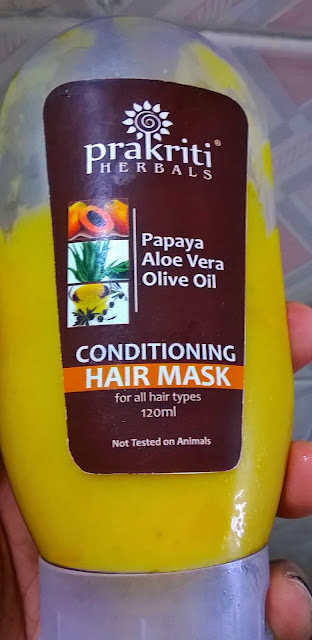 prakriti®
HERBALS
Papaya
Aloe Vera
Olive Oil
CONDITIONING
HAIR MASK
for all hair types
120ml
Not Tested on Animals